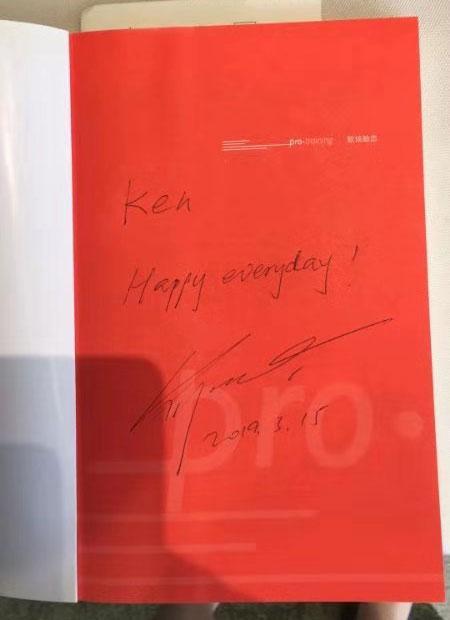 pro-training
Ken
Happy everyday!
2019.3.15
pro